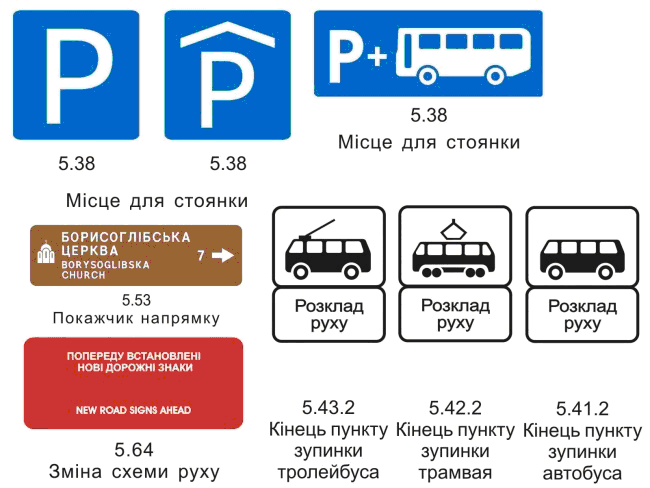 P
P
P+
5.38
5.38
Місце для стоянки
5.38
Місце для стоянки
БОРИСОГЛІБСЬКА
ЦЕРКВА
BORYSOGLIBSKA
CHURCH
7
5.53
Покажчик напрямку
Розклад
руху
Розклад
руху
Розклад
руху
ПОПЕРЕДУ ВСТАНОВЛЕНІ
НОВІ ДОРОЖНІ ЗНАКИ
NEW ROAD SIGNS AHEAD
5.64
Зміна схеми руху
5.43.2
Кінець пункту
зупинки
тролейбуса
5.42.2
Кінець пункту
зупинки
трамвая
5.41.2
Кінець пункту
зупинки
автобуса